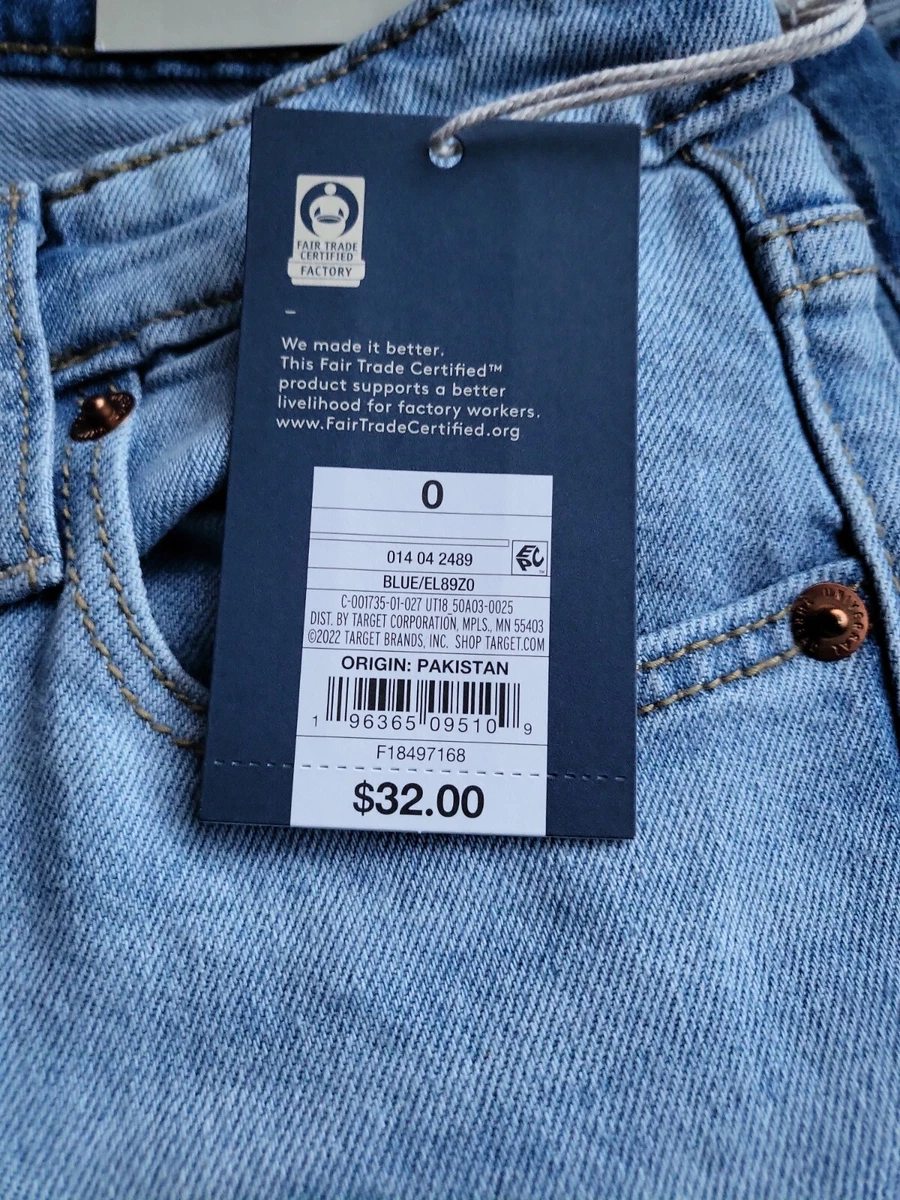 FAIR TRADE
CERTIFIED
FACTORY
We made it better.
This Fair Trade Certified™
product supports a better
livelihood for factory workers.
www.FairTradeCertified.org
0
014 04 2489
EPC
BLUE/EL89Z0
C-001735-01-027 UT18_50A03-0025
DIST. BY TARGET CORPORATION, MPLS, MN 55403
©2022 TARGET BRANDS, INC. SHOP TARGET.COM
ORIGIN: PAKISTAN
1 96365 09510 9
F18497168
$32.00